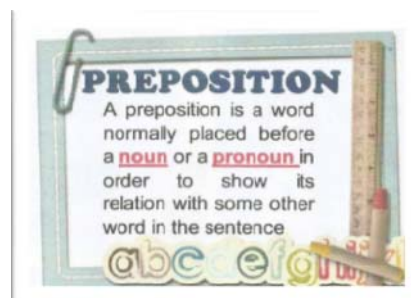 PREPOSITION
A preposition is a word
normally placed before
a noun or a pronoun in
order to show its
relation with some other
word in the sentence
abcdefghijk